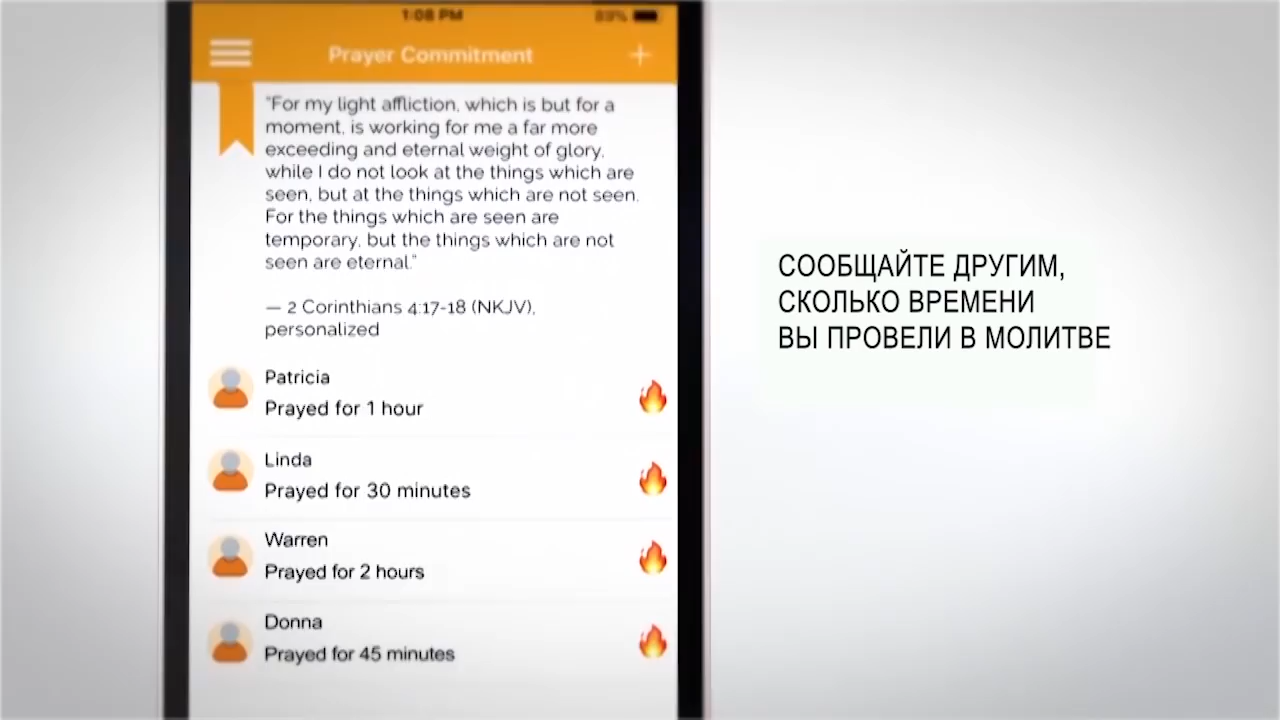 1:08 PM
89%
Prayer Commitment
+
"For my light affliction, which is but for a
moment, is working for me a far more
exceeding and eternal weight of glory,
while I do not look at the things which are
seen, but at the things which are not seen.
For the things which are seen are
temporary, but the things which are not
seen are eternal."
— 2 Corinthians 4:17-18 (NKJV),
personalized
Patricia
Prayed for 1 hour
Linda
Prayed for 30 minutes
Warren
Prayed for 2 hours
Donna
Prayed for 45 minutes
СООБЩАЙТЕ ДРУГИМ,
СКОЛЬКО ВРЕМЕНИ
ВЫ ПРОВЕЛИ В МОЛИТВЕ